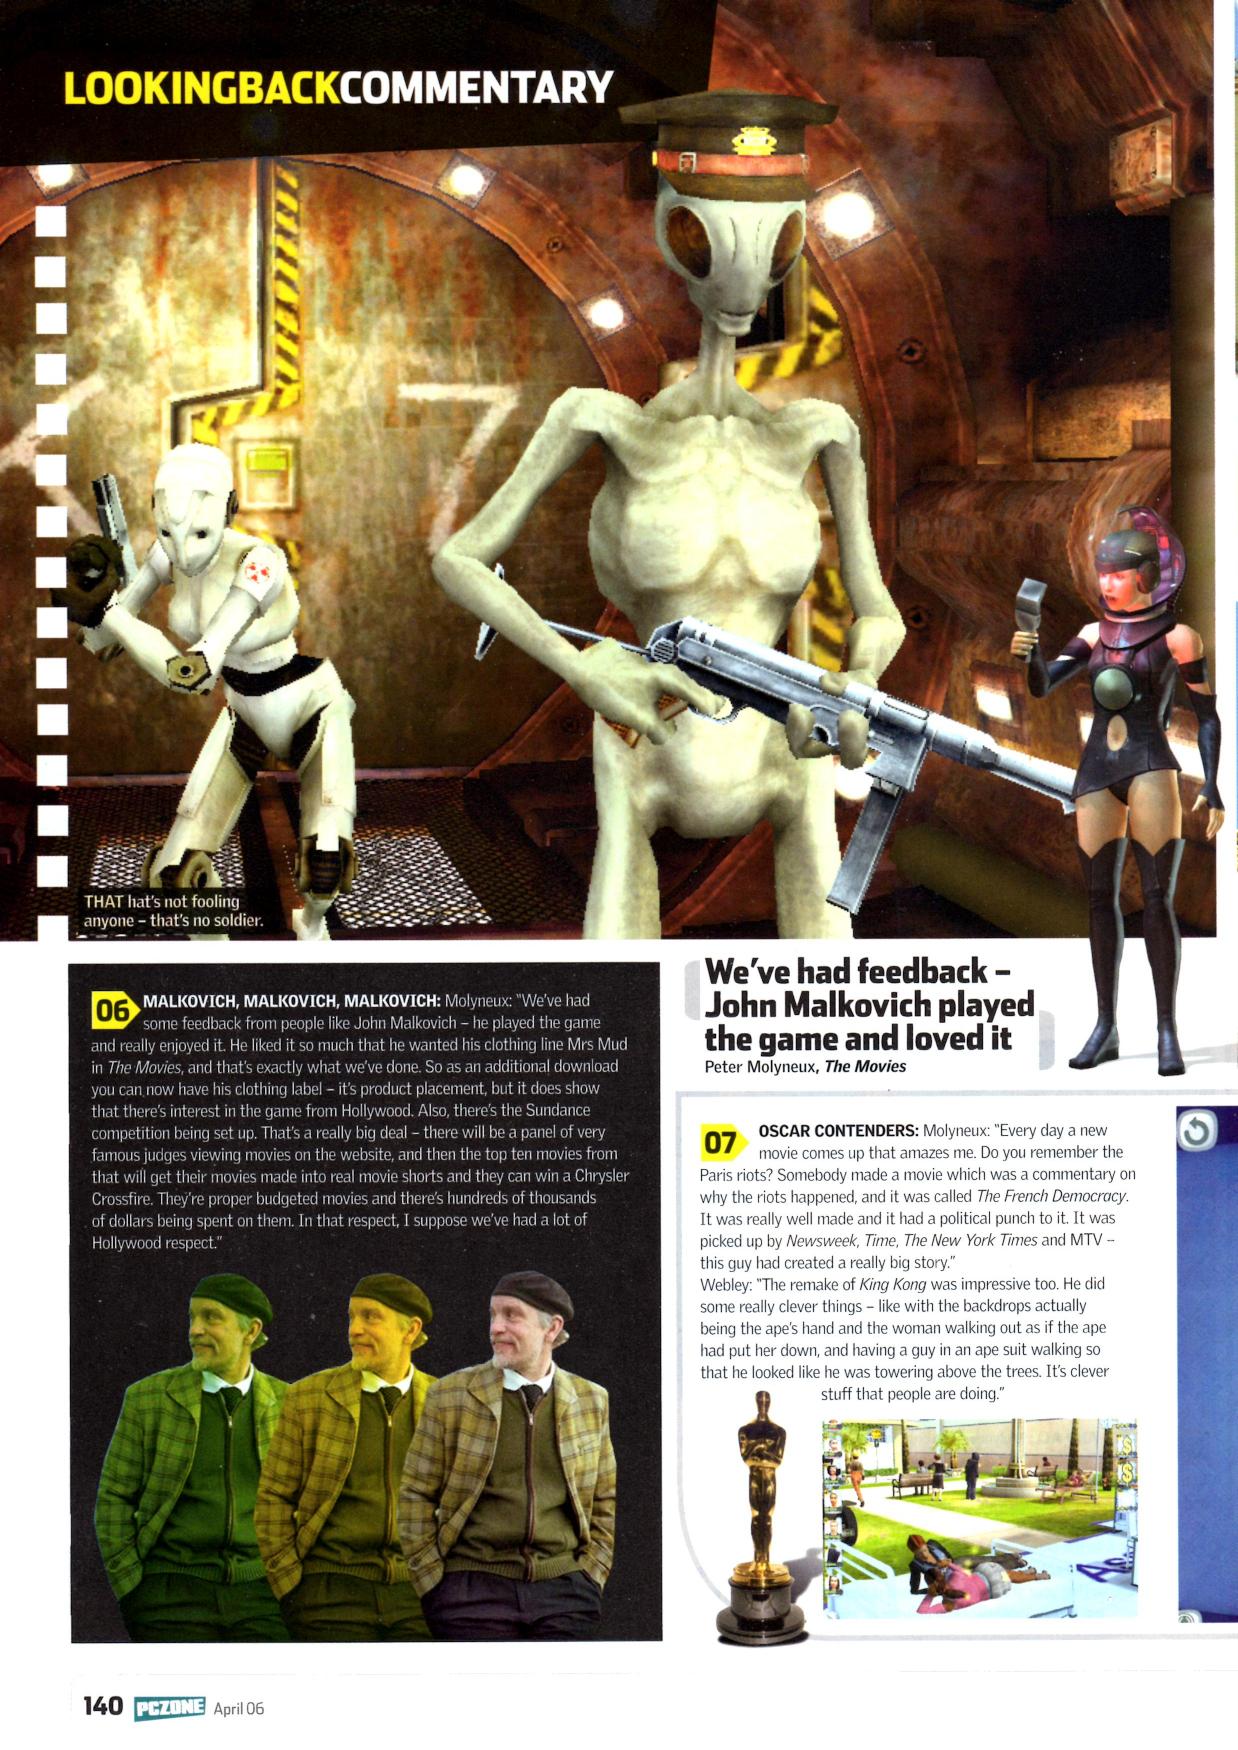 LOOKINGBACKCOMMENTARY
THAT hat's not fooling
anyone – that's no soldier.
06 MALKOVICH, MALKOVICH, MALKOVICH: Molyneux: "We've had
some feedback from people like John Malkovich – he played the game
and really enjoyed it. He liked it so much that he wanted his clothing line Mrs Mud
in The Movies, and that's exactly what we've done. So as an additional download
you can now have his clothing label – it's product placement, but it does show
that there's interest in the game from Hollywood. Also, there's the Sundance
competition being set up. That's a really big deal – there will be a panel of very
famous judges viewing movies on the website, and then the top ten movies from
that will get their movies made into real movie shorts and they can win a Chrysler
Crossfire. They're proper budgeted movies and there's hundreds of thousands
of dollars being spent on them. In that respect, I suppose we've had a lot of
Hollywood respect."
We've had feedback –
John Malkovich played
the game and loved it
Peter Molyneux, The Movies
07 OSCAR CONTENDERS: Molyneux: "Every day a new
movie comes up that amazes me. Do you remember the
Paris riots? Somebody made a movie which was a commentary on
why the riots happened, and it was called The French Democracy.
It was really well made and it had a political punch to it. It was
picked up by Newsweek, Time, The New York Times and MTV –
this guy had created a really big story."
Webley: "The remake of King Kong was impressive too. He did
some really clever things – like with the backdrops actually
being the ape's hand and the woman walking out as if the ape
had put her down, and having a guy in an ape suit walking so
that he looked like he was towering above the trees. It's clever
stuff that people are doing."
140 PCZONE April 06